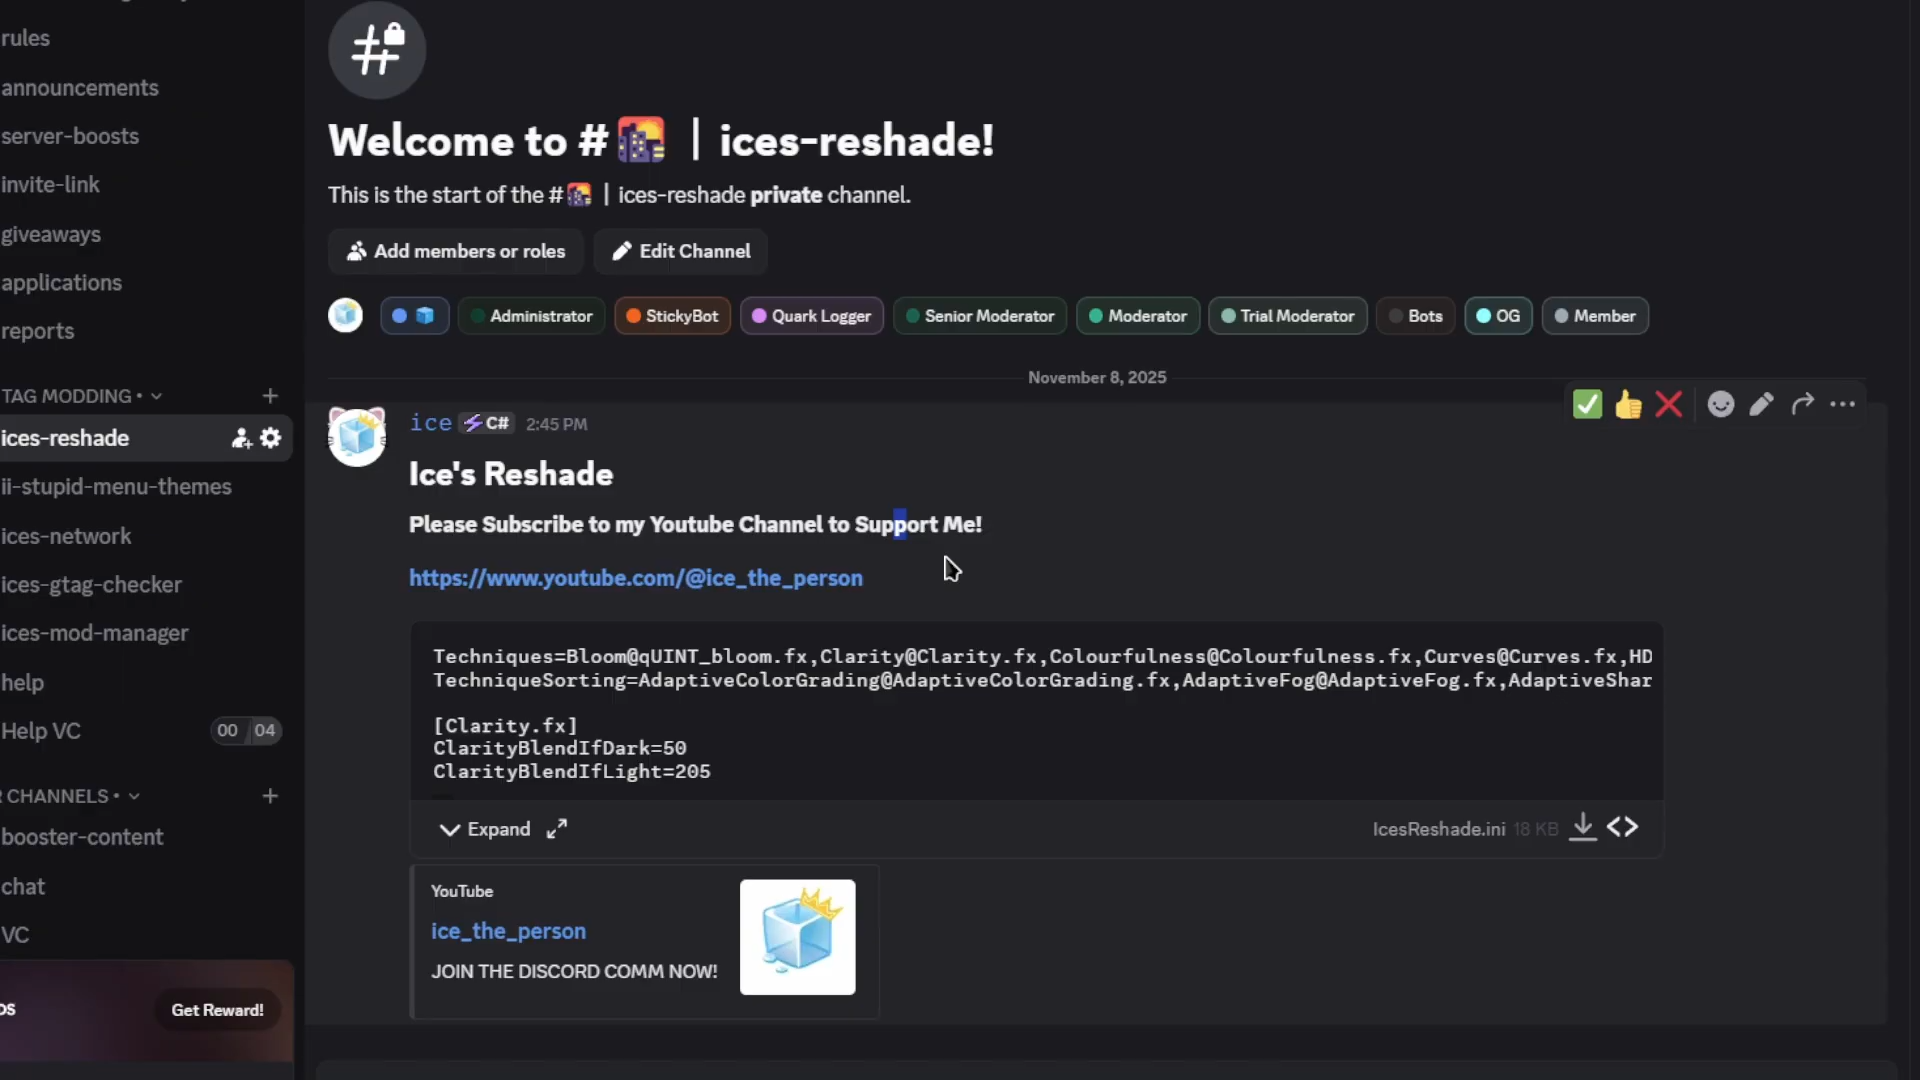 rules
announcements
server-boosts
invite-link
giveaways
applications
reports
TAG MODDING
ices-reshade
ii-stupid-menu-themes
ices-network
ices-gtag-checker
ices-mod-manager
help
Help VC 00 04
CHANNELS
booster-content
chat
VC
Get Reward!
Welcome to # | ices-reshade!
This is the start of the # | ices-reshade private channel.
Add members or roles Edit Channel
Administrator StickyBot Quark Logger Senior Moderator Moderator Trial Moderator Bots OG Member
November 8, 2025
ice C# 2:45 PM
Ice's Reshade
Please Subscribe to my Youtube Channel to Support Me!
https://www.youtube.com/@ice_the_person
Techniques=Bloom@qUINT_bloom.fx,Clarity@Clarity.fx,Colourfulness@Colourfulness.fx,Curves@Curves.fx,HD
TechniqueSorting=AdaptiveColorGrading@AdaptiveColorGrading.fx,AdaptiveFog@AdaptiveFog.fx,AdaptiveShar
[Clarity.fx]
ClarityBlendIfDark=50
ClarityBlendIfLight=205
Expand IcesReshade.ini 18 KB
YouTube
ice_the_person
JOIN THE DISCORD COMM NOW!